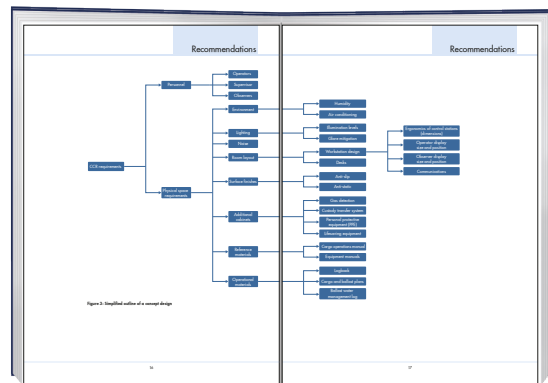 Recommendations
Recommendations
CCR requirements
Personnel
Physical space
requirements
Operators
Supervisor
Observers
Environment
Lighting
Noise
Room layout
Surface finishes
Additional
cabinets
Reference
materials
Operational
materials
Humidity
Air conditioning
Illumination levels
Glare mitigation
Workstation design
Desks
Anti-slip
Anti-static
Gas detection
Custody transfer system
Personal protective
equipment (PPE)
Cargo operations manual
Equipment manuals
Logbook
Cargo and ballast plans
Ballast water
management log
Ergonomics of control stations
(dimensions)
Operator display
size and position
Observer display
size and position
Communications
Figure 2: Simplified outline of a concept design
16
17